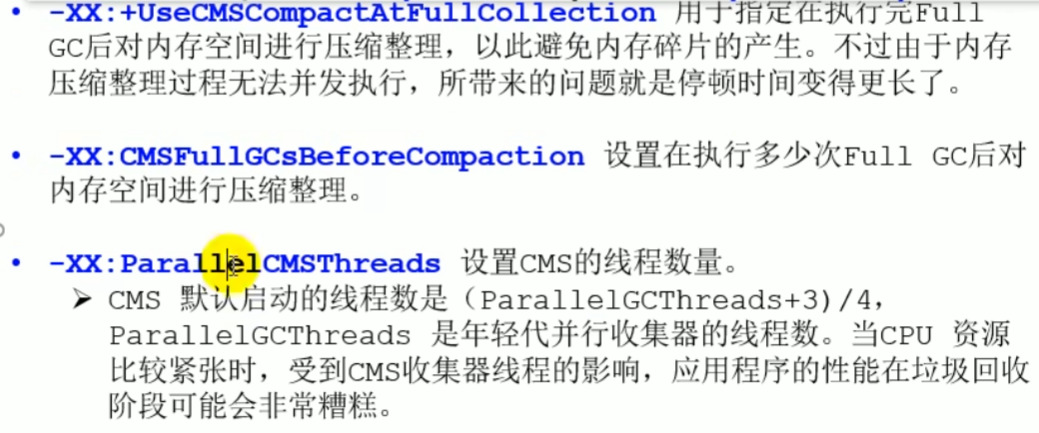 • -XX:+UseCMSCompactAtFullCollection 用于指定在执行完Full
GC后对内存空间进行压缩整理，以此避免内存碎片的产生。不过由于内存
压缩整理过程无法并发执行，所带来的问题就是停顿时间变得更长了。
• -XX:CMSFullGCsBeforeCompaction 设置在执行多少次Full GC后对
内存空间进行压缩整理。
• -XX:ParallelCMSThreads 设置CMS的线程数量。
➢ CMS 默认启动的线程数是（ParallelGCThreads+3)/4，
ParallelGCThreads 是年轻代并行收集器的线程数。当CPU 资源
比较紧张时，受到CMS收集器线程的影响，应用程序的性能在垃圾回收
阶段可能会非常糟糕。